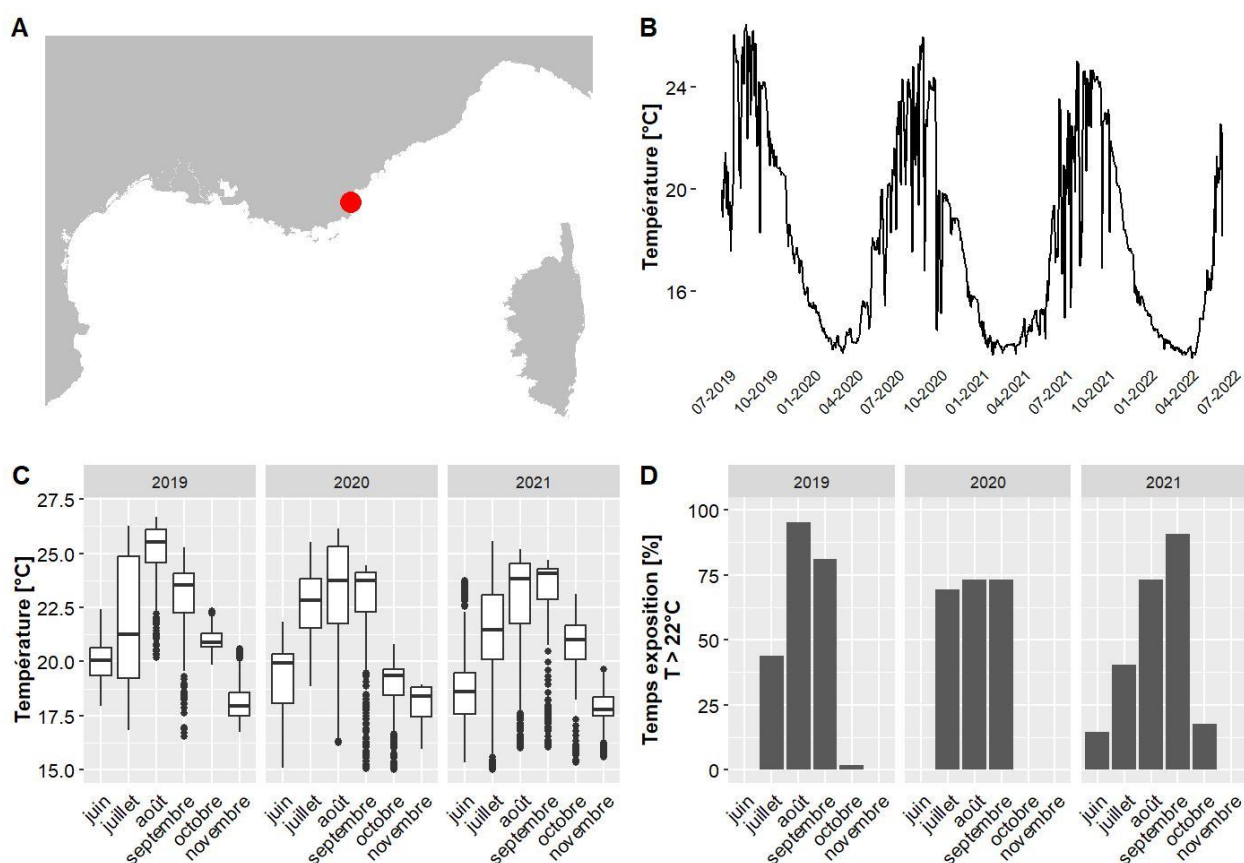 A
B
Température [°C]
24
20
16
07-2019
10-2019
01-2020
04-2020
07-2020
10-2020
01-2021
04-2021
07-2021
10-2021
01-2022
04-2022
07-2022
C
2019
2020
2021
Température [°C]
27.5
25.0
22.5
20.0
17.5
15.0
juin
juillet
août
septembre
octobre
novembre
juin
juillet
août
septembre
octobre
novembre
juin
juillet
août
septembre
octobre
novembre
D
2019
2020
2021
Temps exposition [%]
T > 22°C
100
75
50
25
0
juin
juillet
août
septembre
octobre
novembre
juin
juillet
août
septembre
octobre
novembre
juin
juillet
août
septembre
octobre
novembre